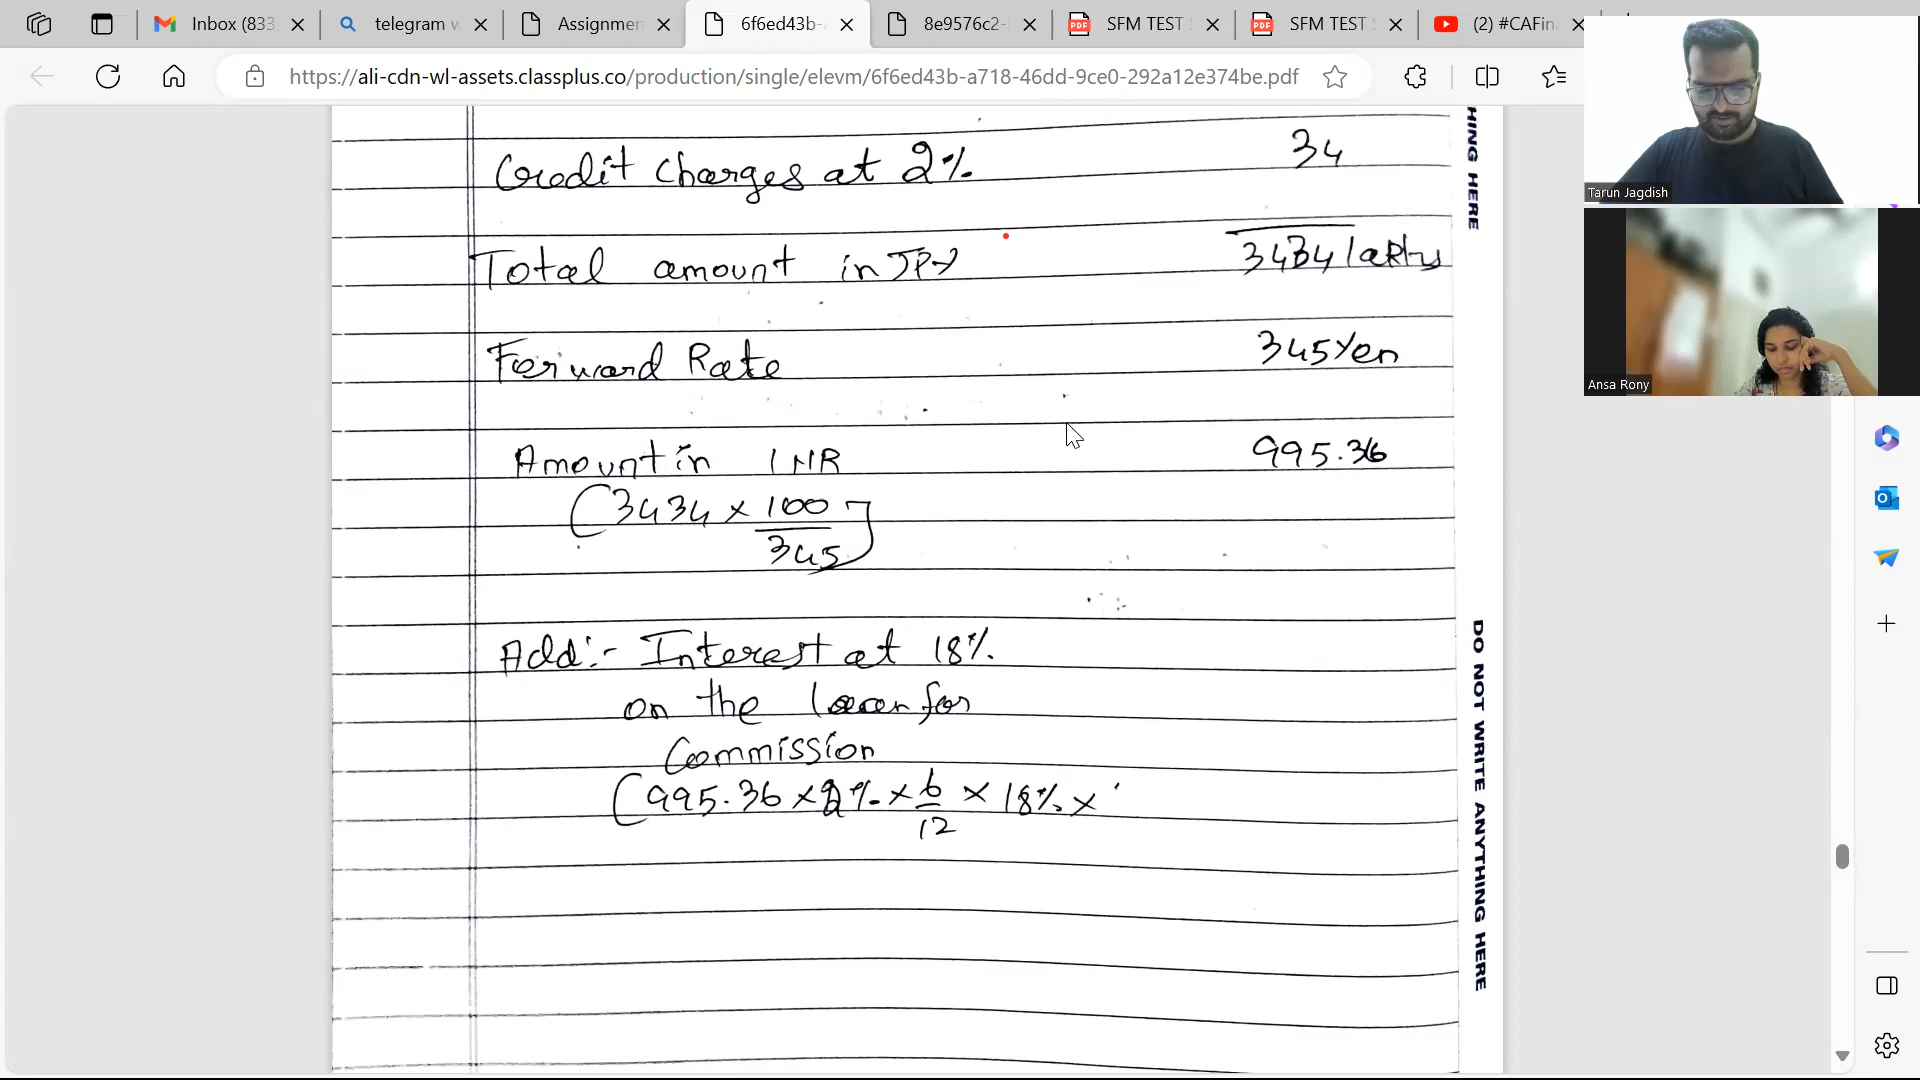 Inbox (833
telegram w
Assignmen
6f6ed43b-a
8e9576c2-
SFM TEST
SFM TEST
(2) #CAFin
https://ali-cdn-wl-assets.classplus.co/production/single/elevm/6f6ed43b-a718-46dd-9ce0-292a12e374be.pdf
Tarun Jagdish
Ansa Rony
HING HERE
Credit charges at 2% 34
Total amount in JPY 3434 lakhs
Forward Rate 345 Yen
Amount in INR 995.36
(3434 × 100
345)
Add:- Interest at 18%
on the loan for
Commission
(995.36 × 2% × 6 × 18% ×
12
DO NOT WRITE ANYTHING HERE